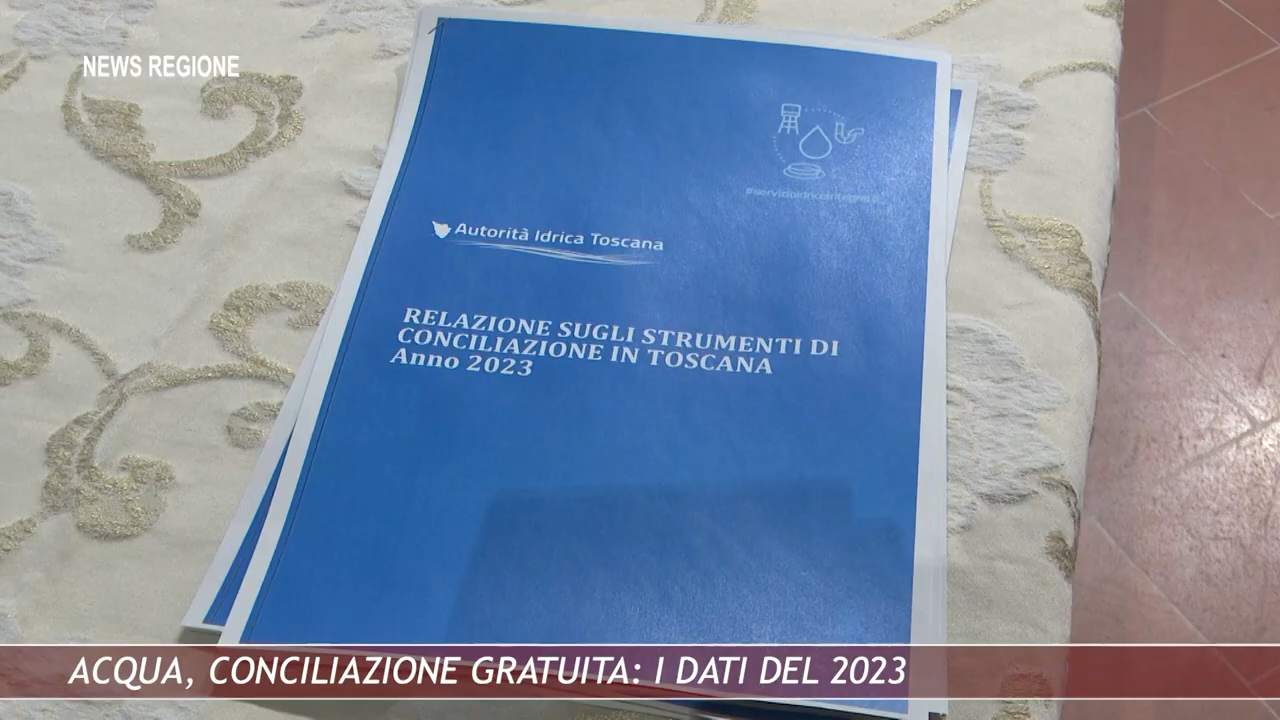 NEWS REGIONE
#servizioidricointegrato
Autorità Idrica Toscana
RELAZIONE SUGLI STRUMENTI DI
CONCILIAZIONE IN TOSCANA
Anno 2023
ACQUA, CONCILIAZIONE GRATUITA: I DATI DEL 2023